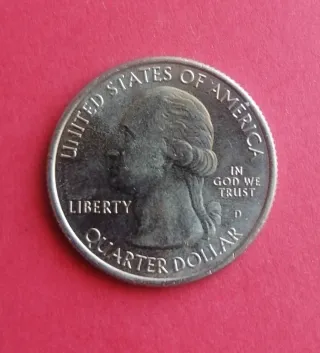 UNITED STATES OF AMERICA
LIBERTY
IN
GOD WE
TRUST
D
QUARTER DOLLAR